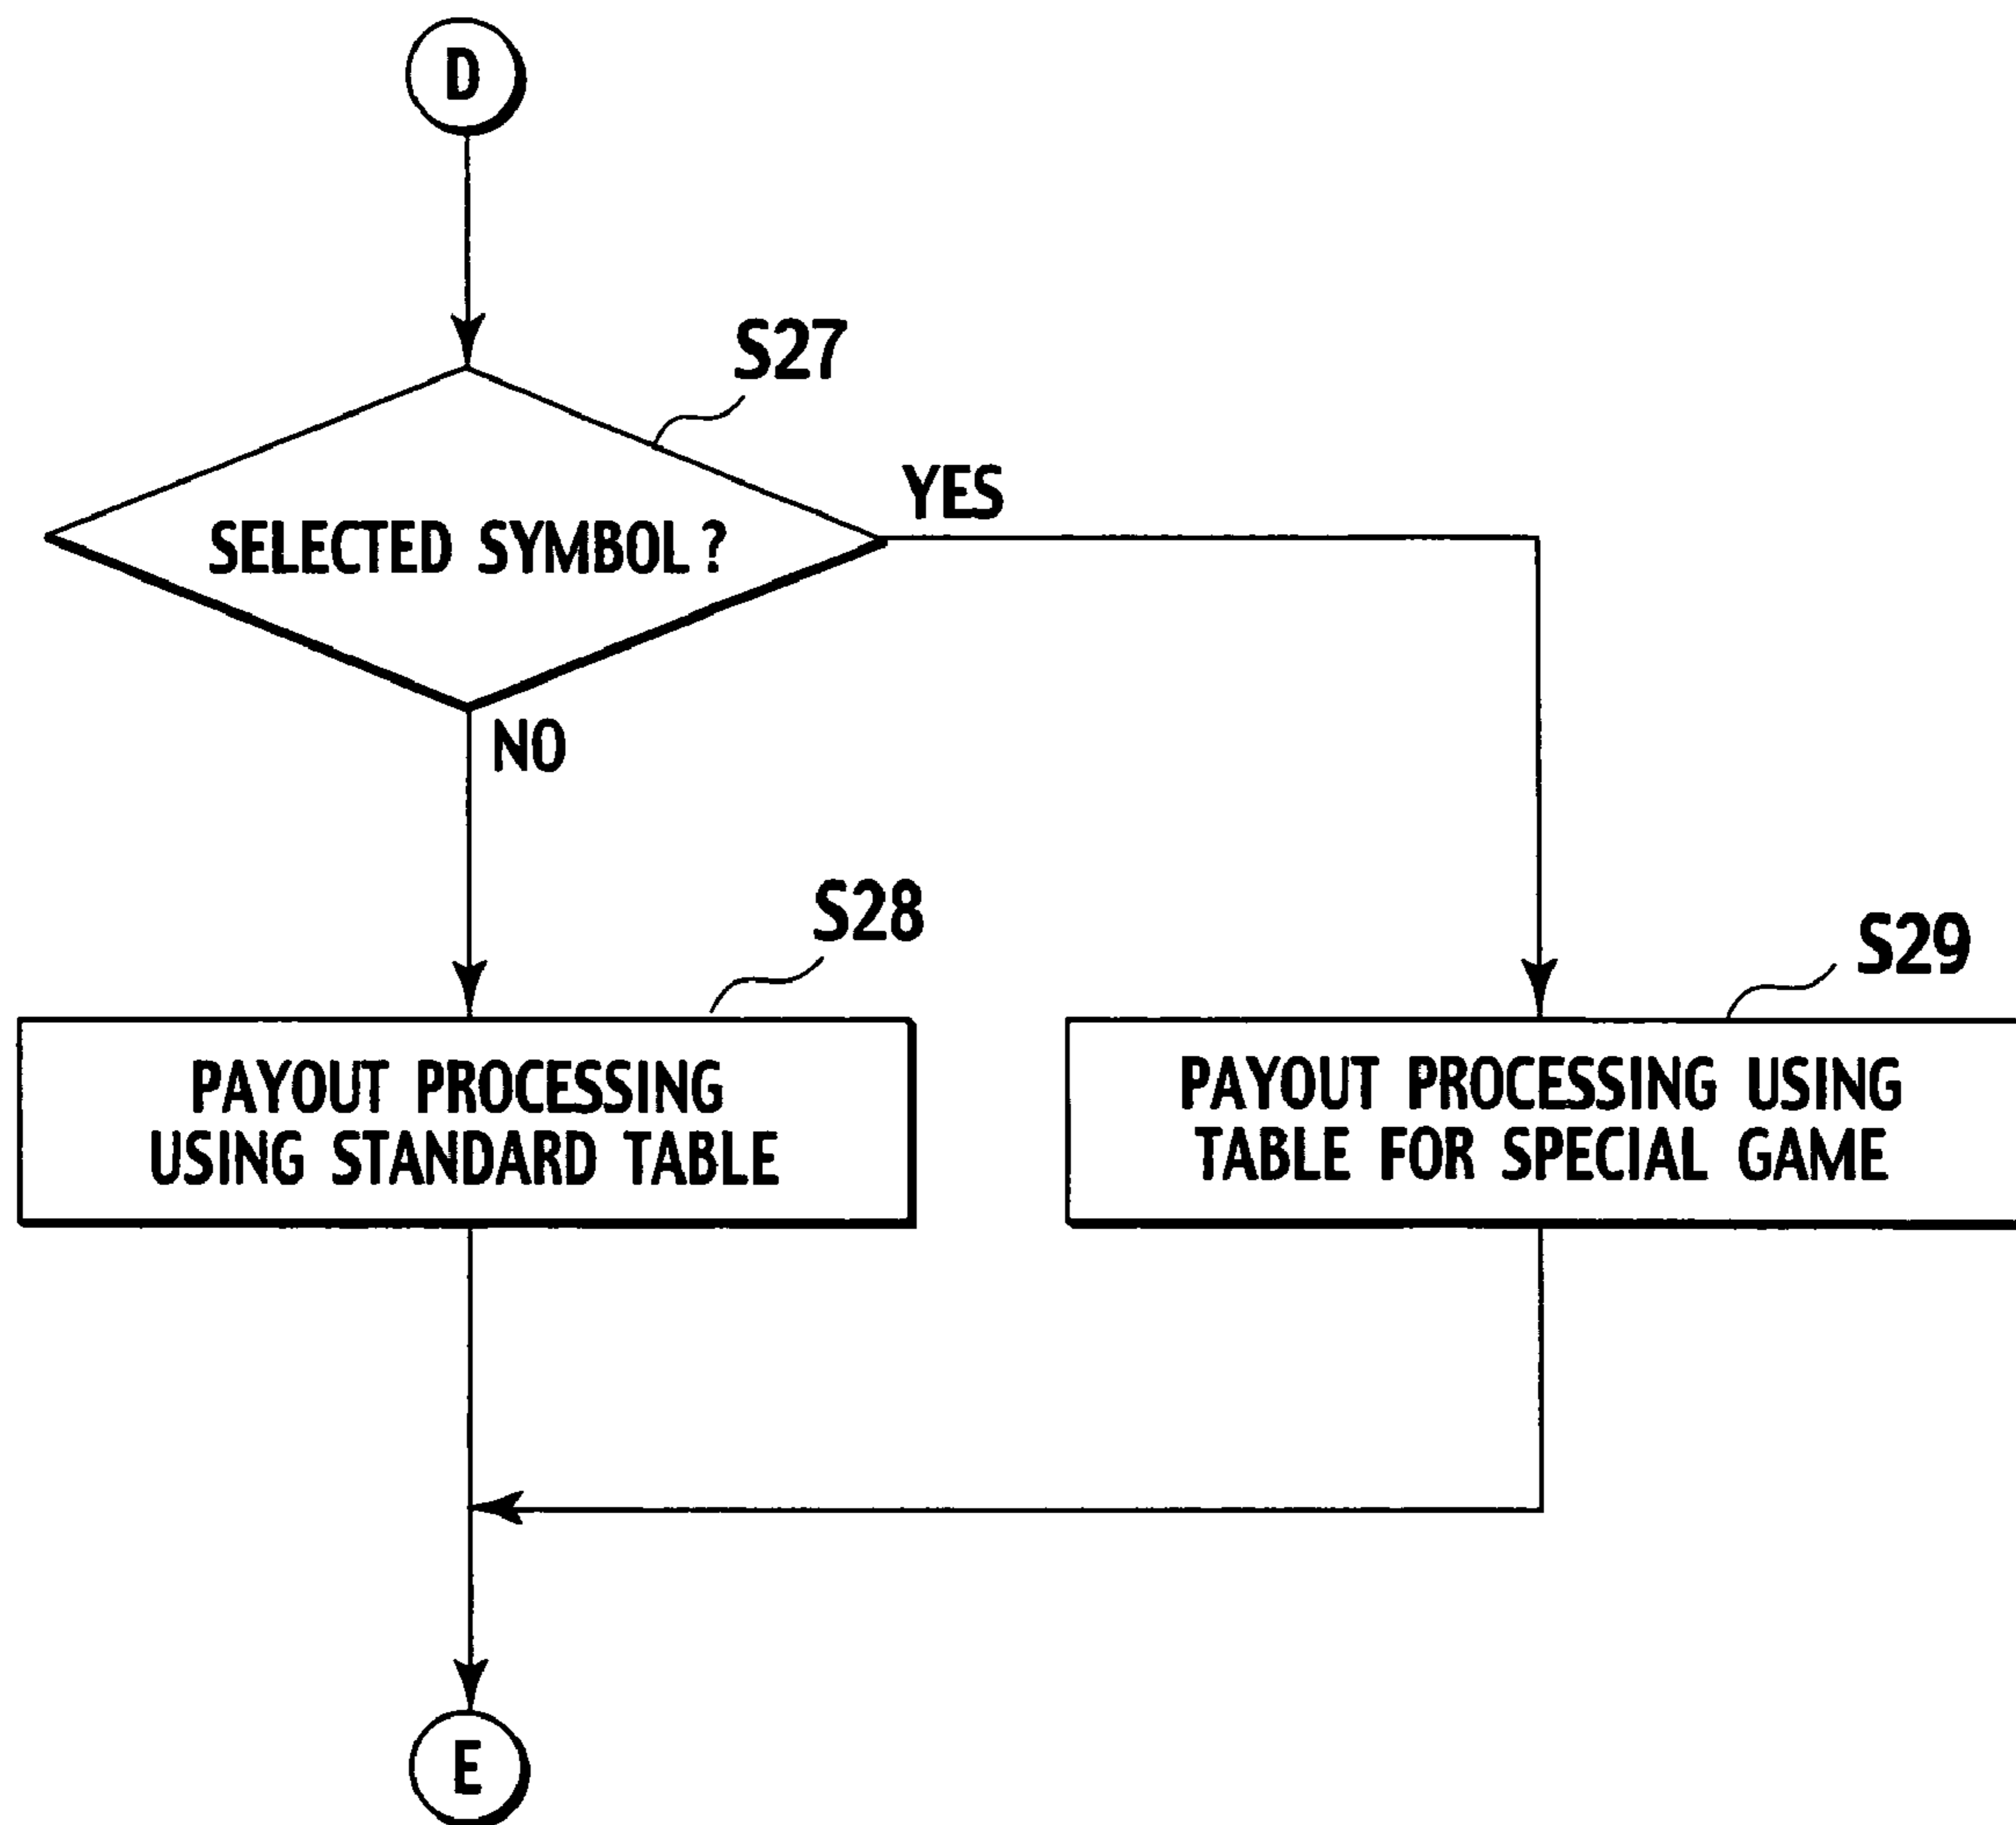 D
S27
YES
SELECTED SYMBOL ?
NO
S28
S29
PAYOUT PROCESSING
USING STANDARD TABLE
PAYOUT PROCESSING USING
TABLE FOR SPECIAL GAME
E